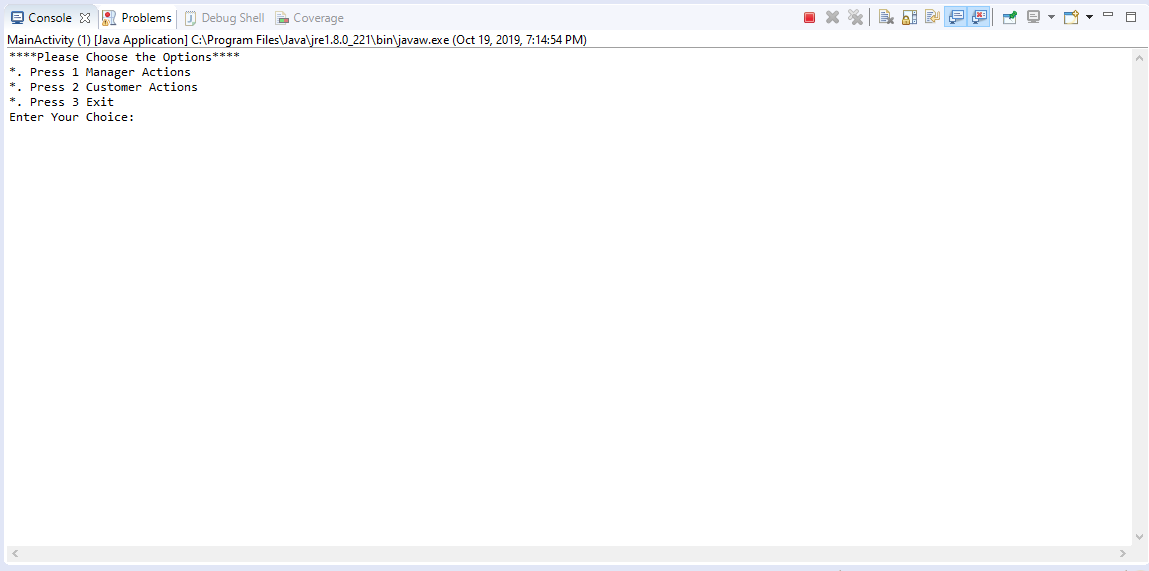 Console Problems Debug Shell Coverage
MainActivity (1) [Java Application] C:\Program Files\Java\jre1.8.0_221\bin\javaw.exe (Oct 19, 2019, 7:14:54 PM)
****Please Choose the Options****
*. Press 1 Manager Actions
*. Press 2 Customer Actions
*. Press 3 Exit
Enter Your Choice: